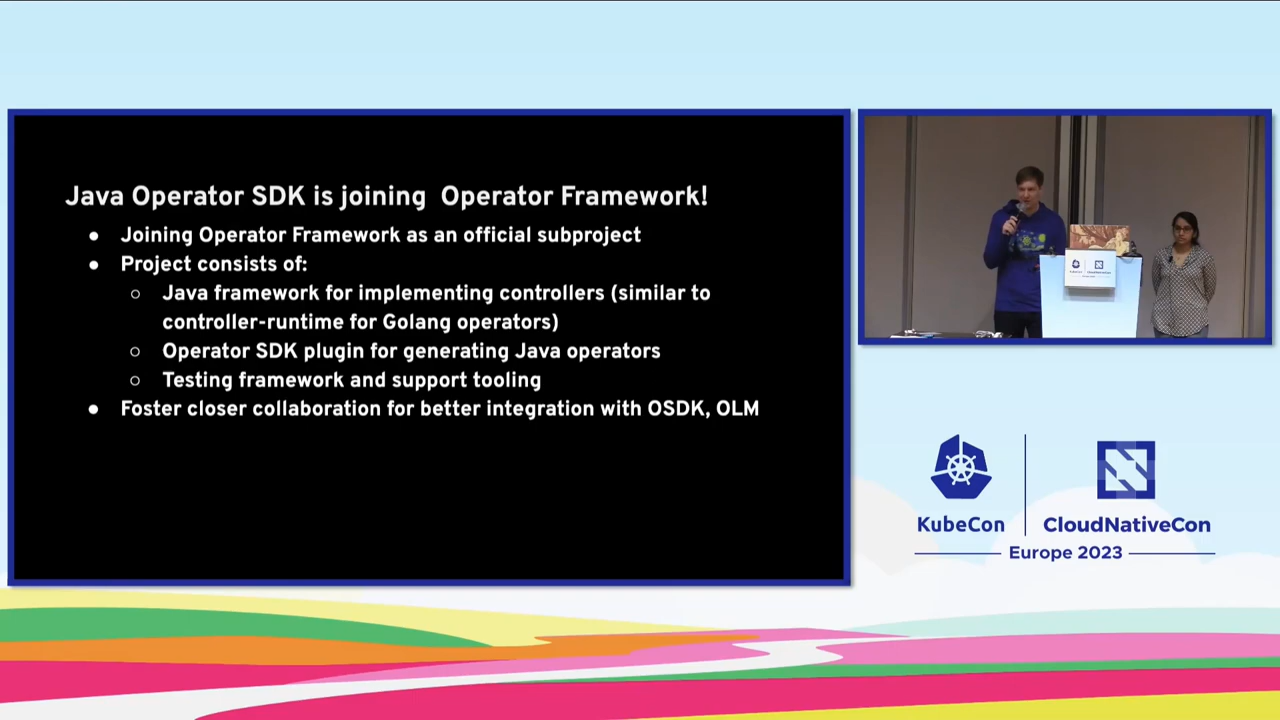 Java Operator SDK is joining  Operator Framework!
● Joining Operator Framework as an official subproject
● Project consists of:
○ Java framework for implementing controllers (similar to
controller-runtime for Golang operators)
○ Operator SDK plugin for generating Java operators
○ Testing framework and support tooling
● Foster closer collaboration for better integration with OSDK, OLM
KubeCon
CloudNativeCon
Europe 2023